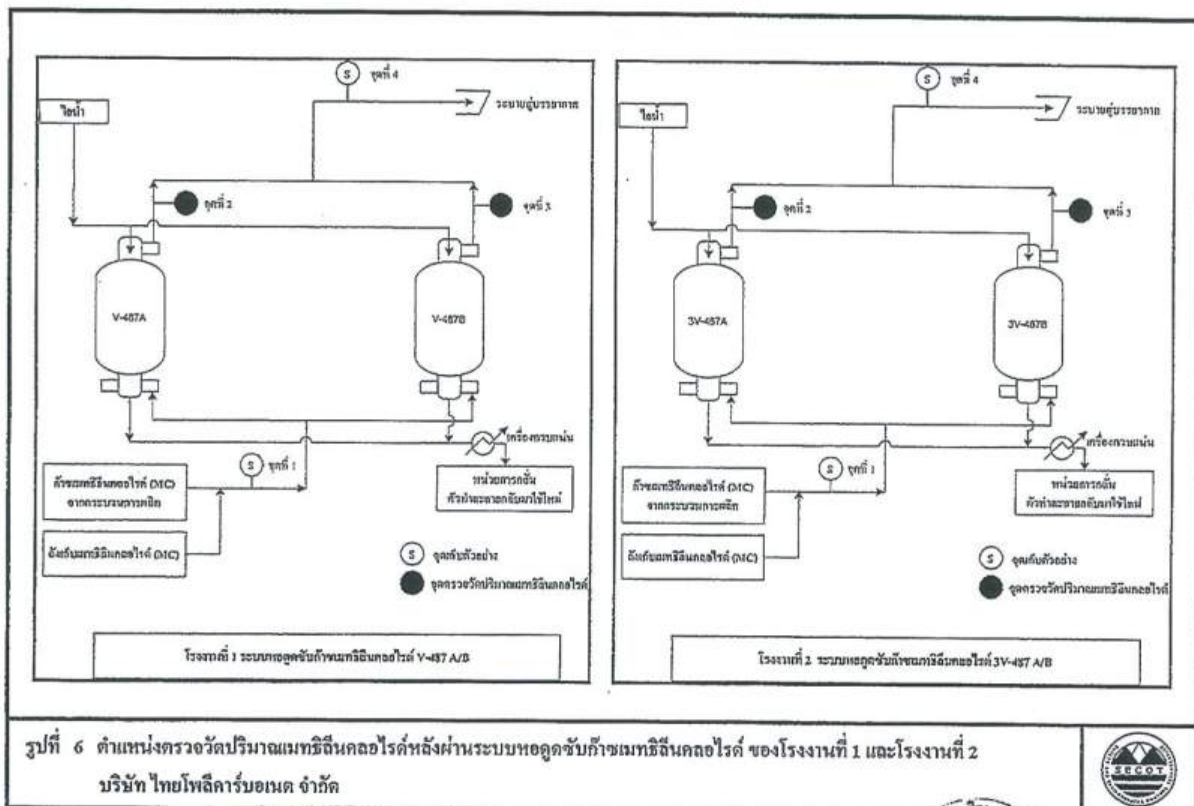 S จุดที่ 4
ไอน้ำ
ระบายสู่บรรยากาศ
จุดที่ 2
จุดที่ 3
V-487A
V-487B
เครื่องควบแน่น
S จุดที่ 1
ก๊าซเมทธิลีนคลอไรด์ (MC)
จากกระบวนการผลิต
หน่วยการกลั่น
ตัวทำละลายกลับมาใช้ใหม่
ถังเก็บเมทธิลีนคลอไรด์ (MC)
S จุดเก็บตัวอย่าง
จุดตรวจวัดปริมาณเมทธิลีนคลอไรด์
โรงงานที่ 1 ระบบหอดูดซับก๊าซเมทธิลีนคลอไรด์ V-487 A/B
S จุดที่ 4
ไอน้ำ
ระบายสู่บรรยากาศ
จุดที่ 2
จุดที่ 3
3V-487A
3V-487B
เครื่องควบแน่น
S จุดที่ 1
ก๊าซเมทธิลีนคลอไรด์ (MC)
จากกระบวนการผลิต
หน่วยการกลั่น
ตัวทำละลายกลับมาใช้ใหม่
ถังเก็บเมทธิลีนคลอไรด์ (MC)
S จุดเก็บตัวอย่าง
จุดตรวจวัดปริมาณเมทธิลีนคลอไรด์
โรงงานที่ 2 ระบบหอดูดซับก๊าซเมทธิลีนคลอไรด์ 3V-487 A/B
รูปที่ 6 ตำแหน่งตรวจวัดปริมาณเมทธิลีนคลอไรด์หลังผ่านระบบหอดูดซับก๊าซเมทธิลีนคลอไรด์ ของโรงงานที่ 1 และโรงงานที่ 2
บริษัท ไทยโพลีคาร์บอเนต จำกัด
SECOT